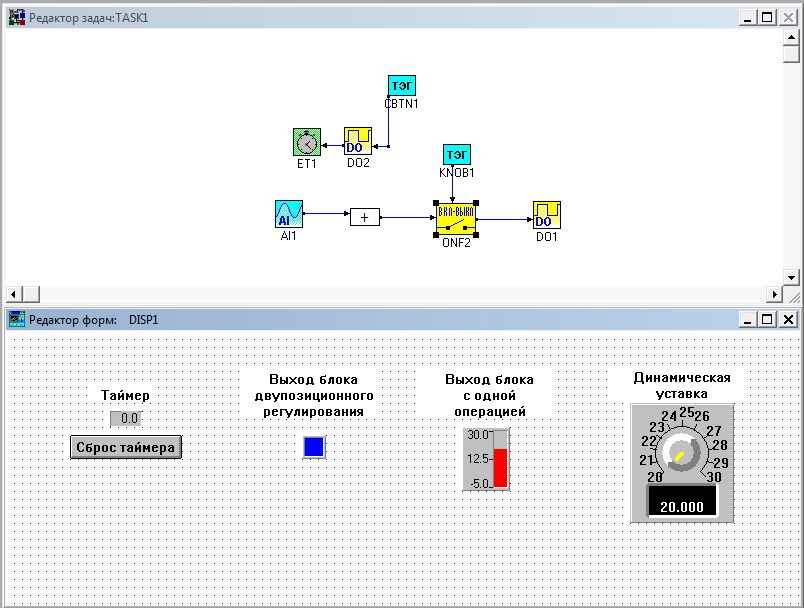 Редактор задач:TASK1
ТЭГ
CBTN1
DO
ET1
DO2
ТЭГ
KNOB1
AI
AI1
+
ВКЛ-ВЫКЛ
ONF2
DO
DO1
Редактор форм: DISP1
Таймер
0.0
Сброс таймера
Выход блока
двупозиционного
регулирования
Выход блока
с одной
операцией
30.0
12.5
-5.0
Динамическая
уставка
20
21
22
23
24
25
26
27
28
29
30
20.000